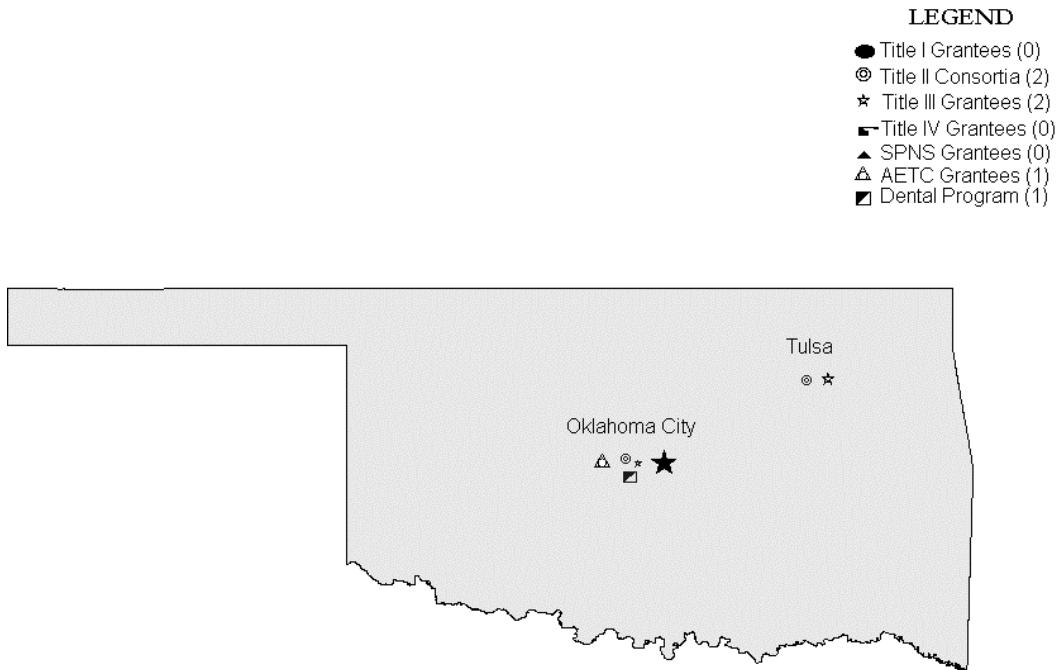 LEGEND
Title I Grantees (0)
Title II Consortia (2)
Title III Grantees (2)
Title IV Grantees (0)
SPNS Grantees (0)
AETC Grantees (1)
Dental Program (1)
Tulsa
Oklahoma City